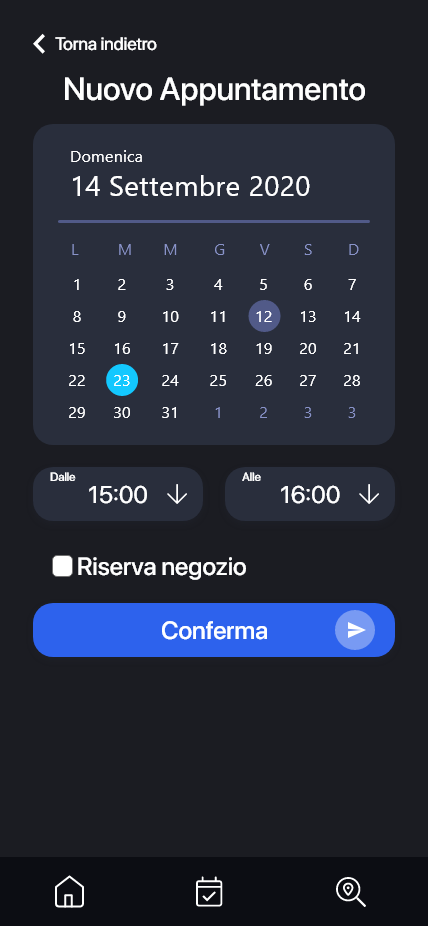 Torna indietro
Nuovo Appuntamento
Domenica
14 Settembre 2020
L M M G V S D
1 2 3 4 5 6 7
8 9 10 11 12 13 14
15 16 17 18 19 20 21
22 23 24 25 26 27 28
29 30 31 1 2 3 3
Dalle Alle
15:00 16:00
Riserva negozio
Conferma